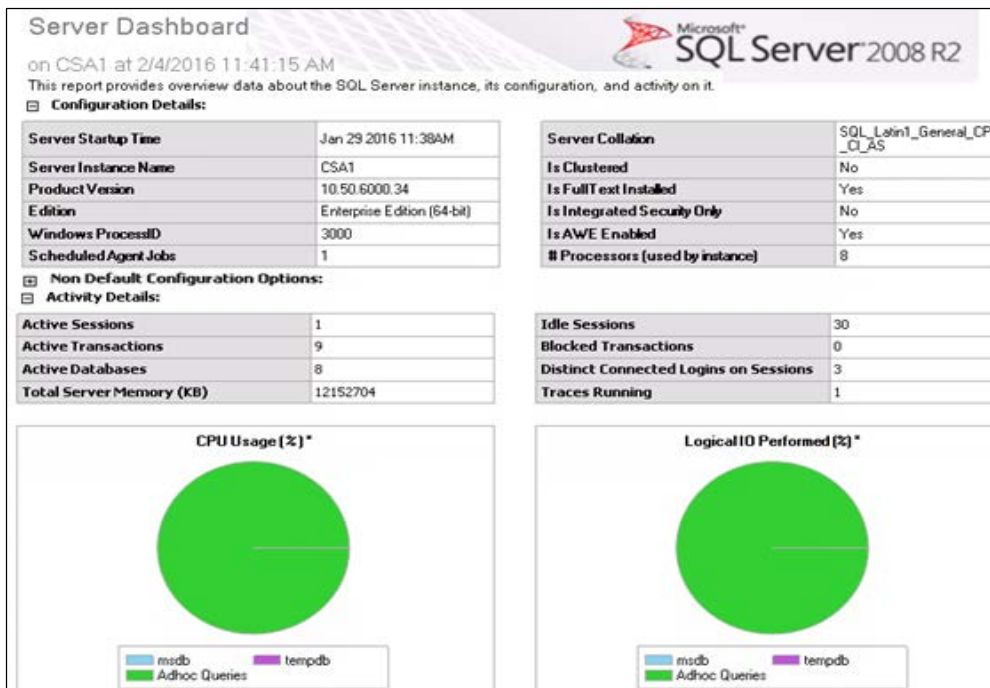 Server Dashboard
Microsoft®
SQL Server® 2008 R2
on CSA1 at 2/4/2016 11:41:15 AM
This report provides overview data about the SQL Server instance, its configuration, and activity on it.
Configuration Details:
Server Startup Time Jan 29 2016 11:38AM
Server Instance Name CSA1
Product Version 10.50.6000.34
Edition Enterprise Edition (64-bit)
Windows ProcessID 3000
Scheduled Agent Jobs 1
Server Collation SQL_Latin1_General_CP
_CI_AS
Is Clustered No
Is FullText Installed Yes
Is Integrated Security Only No
Is AWE Enabled Yes
# Processors (used by instance) 8
Non Default Configuration Options:
Activity Details:
Active Sessions 1
Active Transactions 9
Active Databases 8
Total Server Memory (KB) 12152704
Idle Sessions 30
Blocked Transactions 0
Distinct Connected Logins on Sessions 3
Traces Running 1
CPU Usage (%) *
msdb tempdb
Adhoc Queries
Logical IO Performed (%) *
msdb tempdb
Adhoc Queries